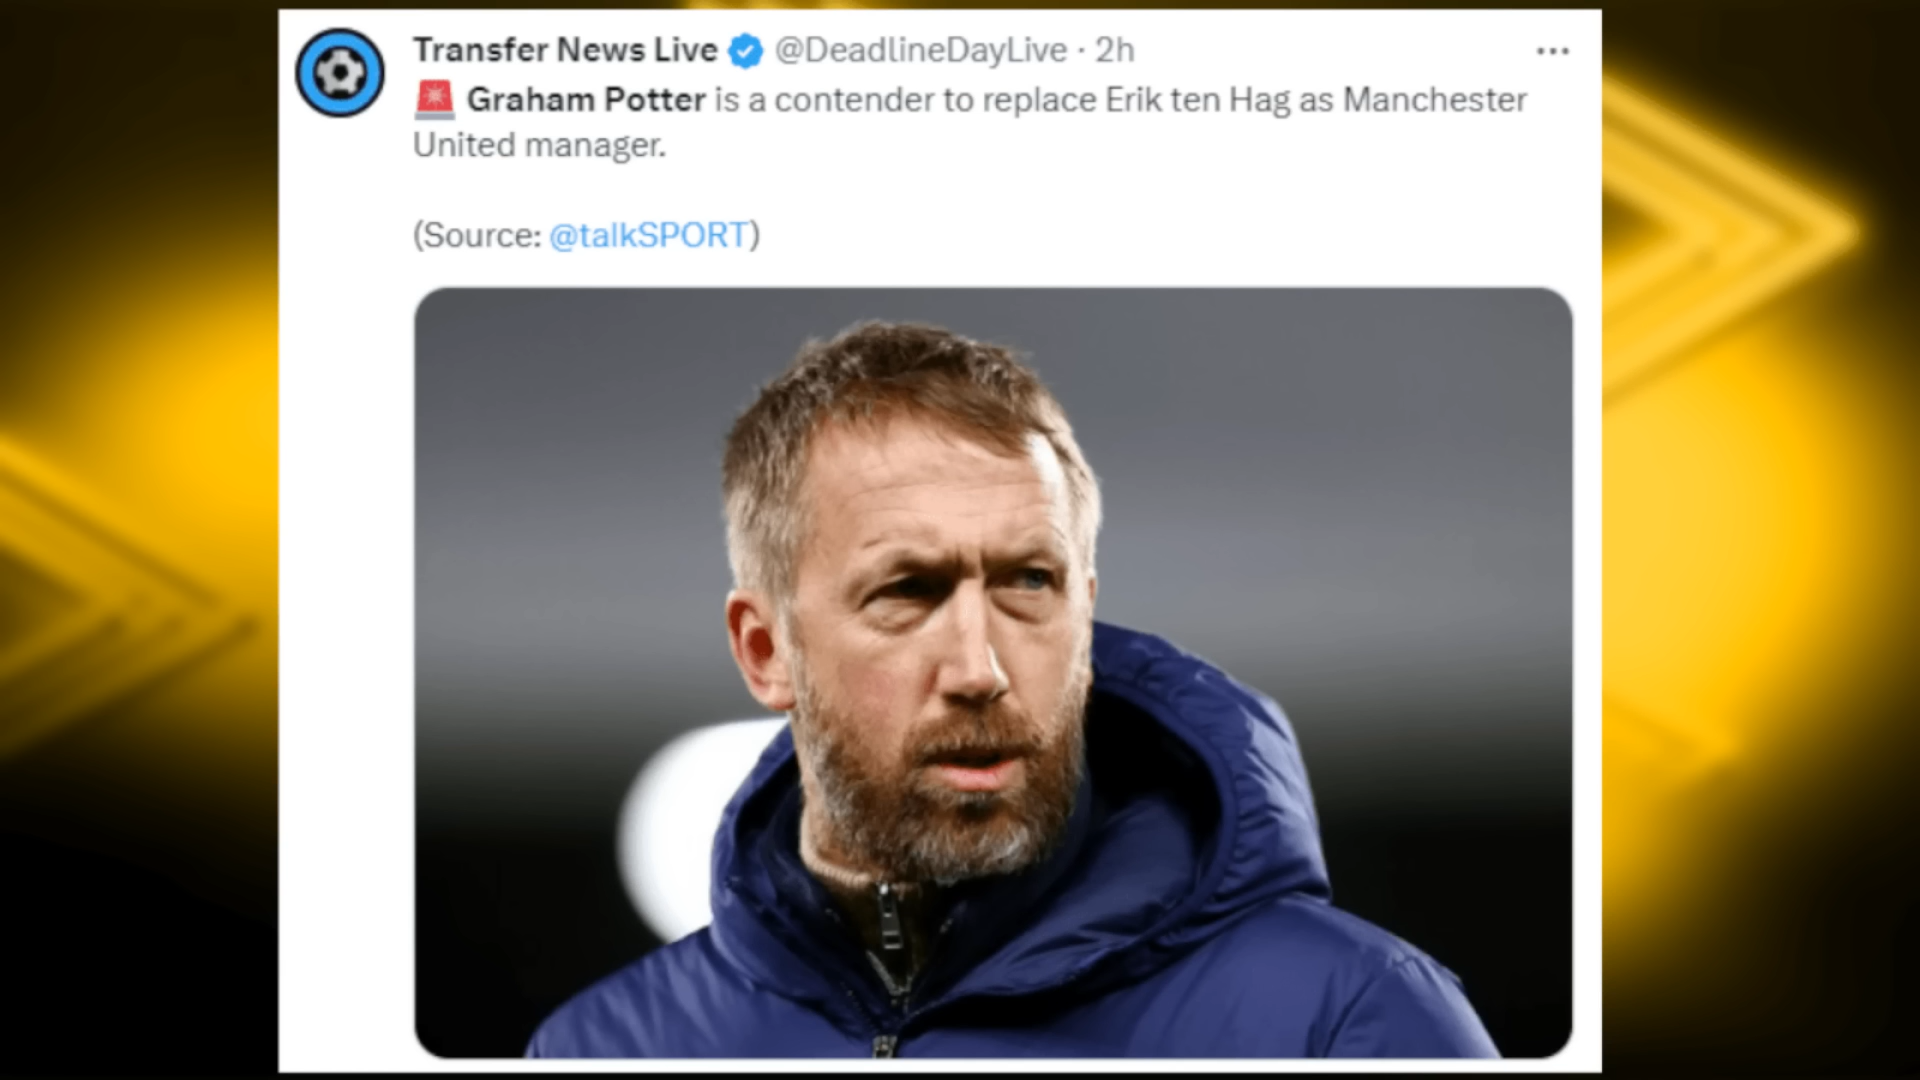 Transfer News Live @DeadlineDayLive · 2h
🚨 Graham Potter is a contender to replace Erik ten Hag as Manchester
United manager.
(Source: @talkSPORT)